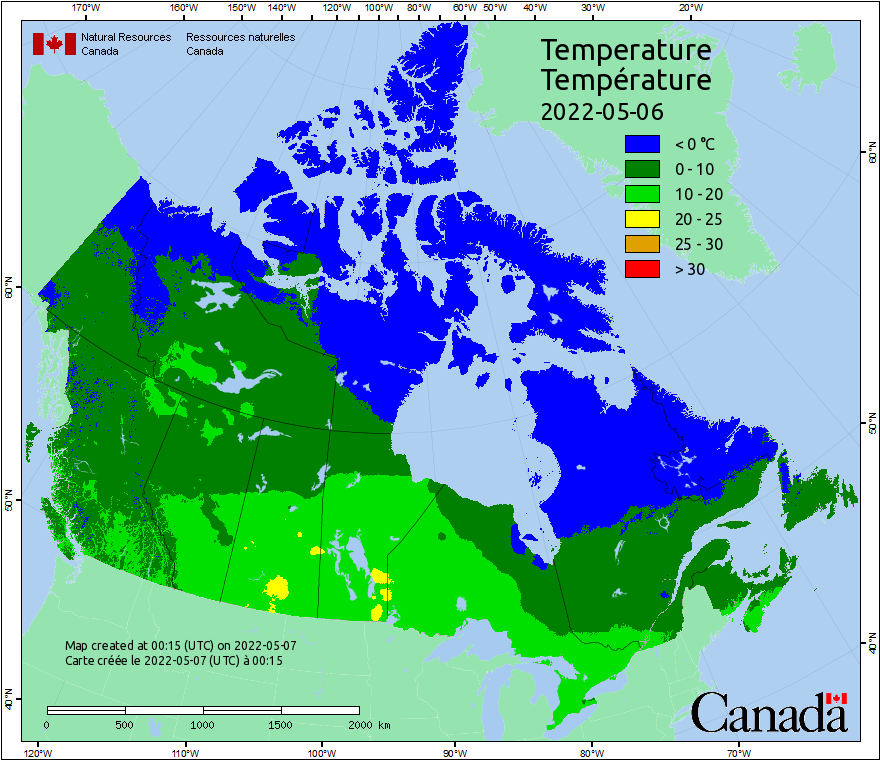 170°W 160°W 150°W 140°W 130°W 120°W 110°W 100°W 90°W 80°W 60°W 50°W 40°W 30°W 20°W
Natural Resources Canada
Ressources naturelles Canada
Temperature
Température
2022-05-06
< 0 °C
0 - 10
10 - 20
20 - 25
25 - 30
> 30
60°N
50°N
40°N
60°N
50°N
40°N
Map created at 00:15 (UTC) on 2022-05-07
Carte créée le 2022-05-07 (UTC) à 00:15
0 500 1000 1500 2000 km
Canada
120°W 110°W 100°W 90°W 80°W 70°W